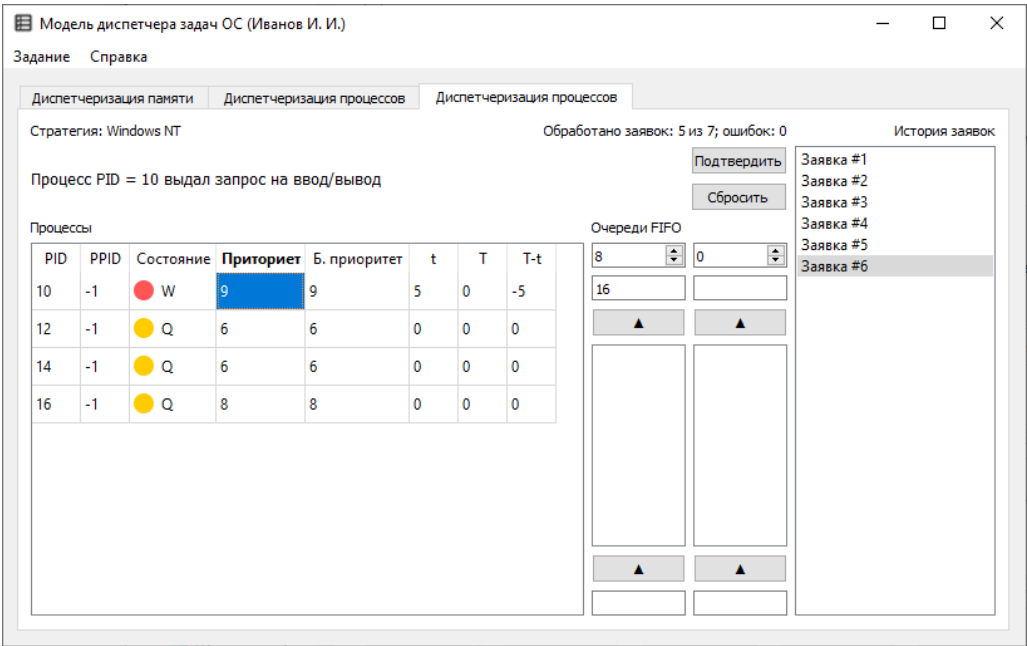 Модель диспетчера задач ОС (Иванов И. И.)
Задание Справка
Диспетчеризация памяти Диспетчеризация процессов Диспетчеризация процессов
Стратегия: Windows NT Обработано заявок: 5 из 7; ошибок: 0 История заявок
Процесс PID = 10 выдал запрос на ввод/вывод
Подтвердить
Сбросить
Заявка #1
Заявка #2
Заявка #3
Заявка #4
Заявка #5
Заявка #6
Процессы
PID PPID Состояние Приториет Б. приоритет t T T-t
10 -1 W 9 9 5 0 -5
12 -1 Q 6 6 0 0 0
14 -1 Q 6 6 0 0 0
16 -1 Q 8 8 0 0 0
Очереди FIFO
8 0
16